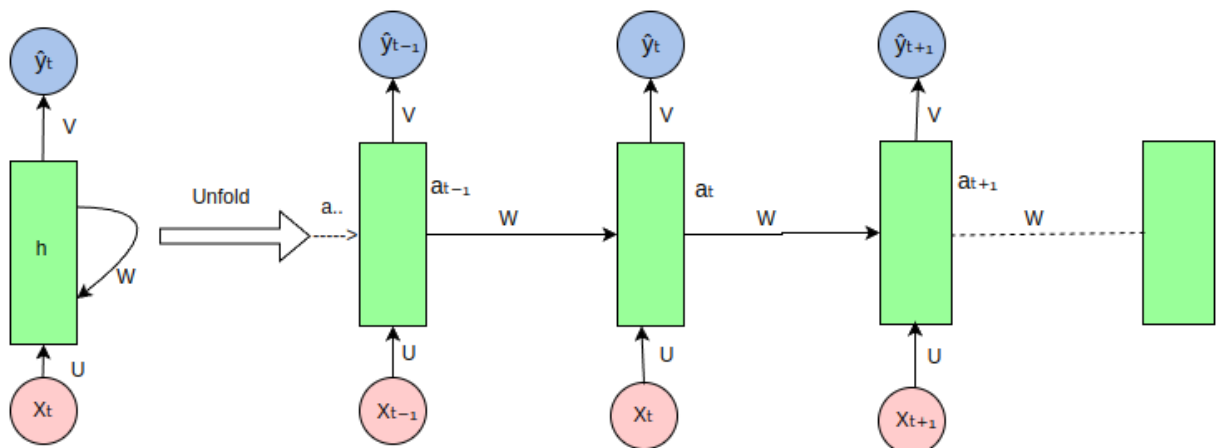 ŷₜ
V
h
W
U
Xₜ
Unfold
a..
ŷₜ₋₁
V
aₜ₋₁
W
U
Xₜ₋₁
ŷₜ
V
aₜ
W
U
Xₜ
ŷₜ₊₁
V
aₜ₊₁
W
U
Xₜ₊₁